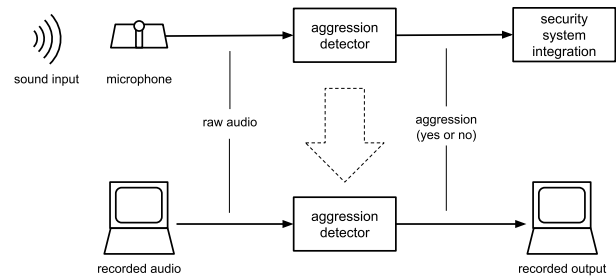 aggression
detector
security
system
integration
sound input
microphone
raw audio
aggression
(yes or no)
aggression
detector
recorded audio
recorded output